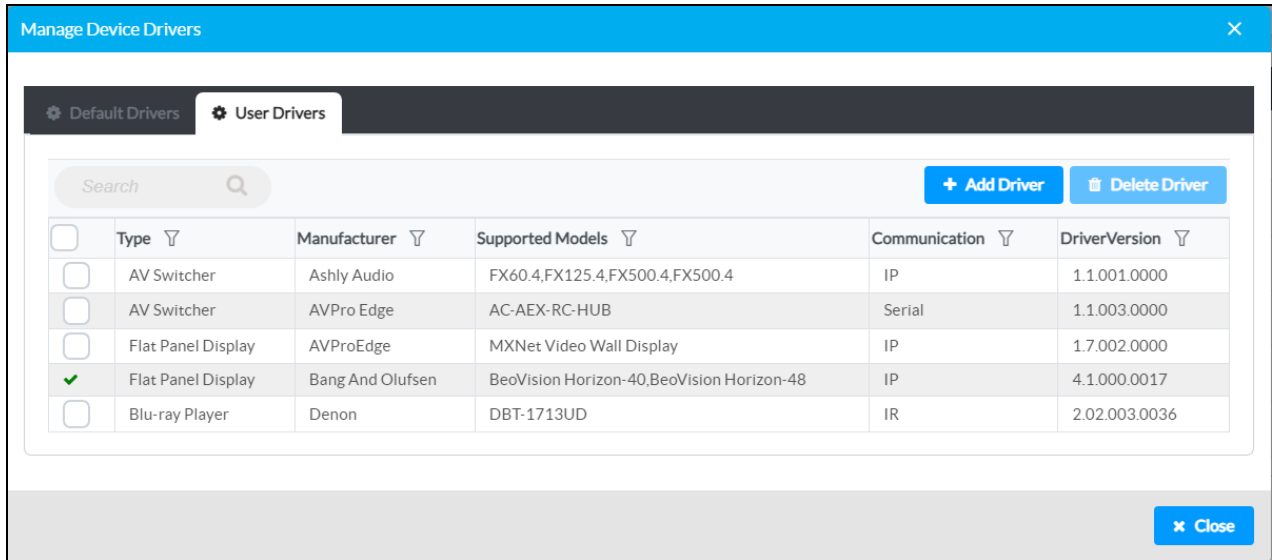 Manage Device Drivers
Default Drivers User Drivers
Search + Add Driver Delete Driver
Type Manufacturer Supported Models Communication DriverVersion
AV Switcher Ashly Audio FX60.4,FX125.4,FX500.4,FX500.4 IP 1.1.001.0000
AV Switcher AVPro Edge AC-AEX-RC-HUB Serial 1.1.003.0000
Flat Panel Display AVProEdge MXNet Video Wall Display IP 1.7.002.0000
Flat Panel Display Bang And Olufsen BeoVision Horizon-40,BeoVision Horizon-48 IP 4.1.000.0017
Blu-ray Player Denon DBT-1713UD IR 2.02.003.0036
Close